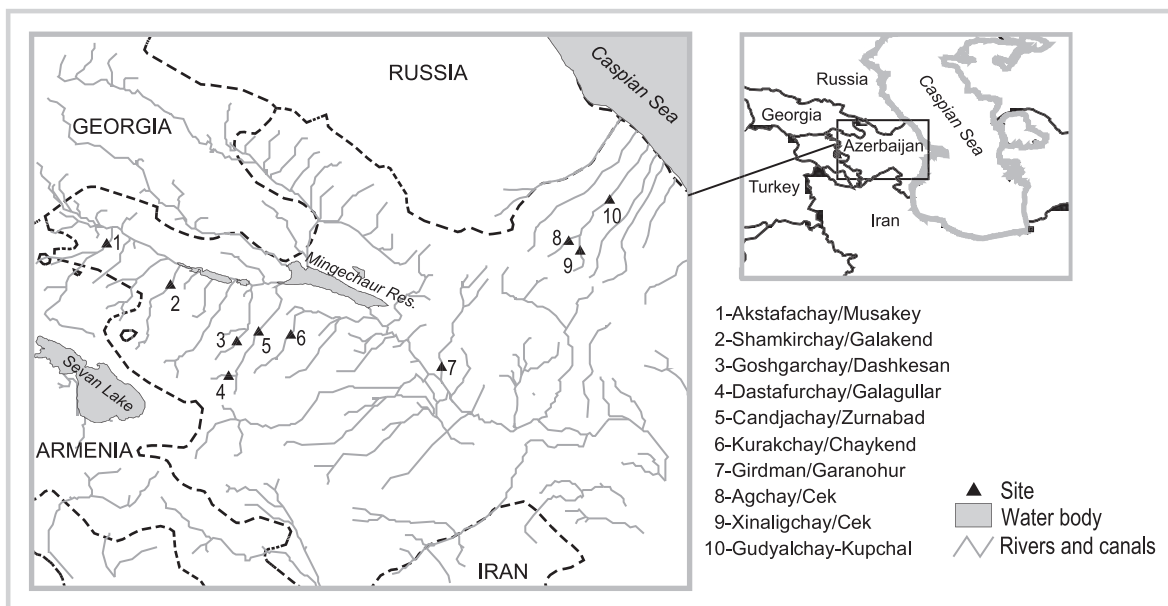 RUSSIA
GEORGIA
Caspian Sea
10
8
9
1
Mingechaur Res.
2
3
5
6
7
4
Sevan Lake
ARMENIA
IRAN
Russia
Caspian Sea
Georgia
Azerbaijan
Turkey
Iran
1-Akstafachay/Musakey
2-Shamkirchay/Galakend
3-Goshgarchay/Dashkesan
4-Dastafurchay/Galagullar
5-Candjachay/Zurnabad
6-Kurakchay/Chaykend
7-Girdman/Garanohur
8-Agchay/Cek
9-Xinaligchay/Cek
10-Gudyalchay-Kupchal
Site
Water body
Rivers and canals